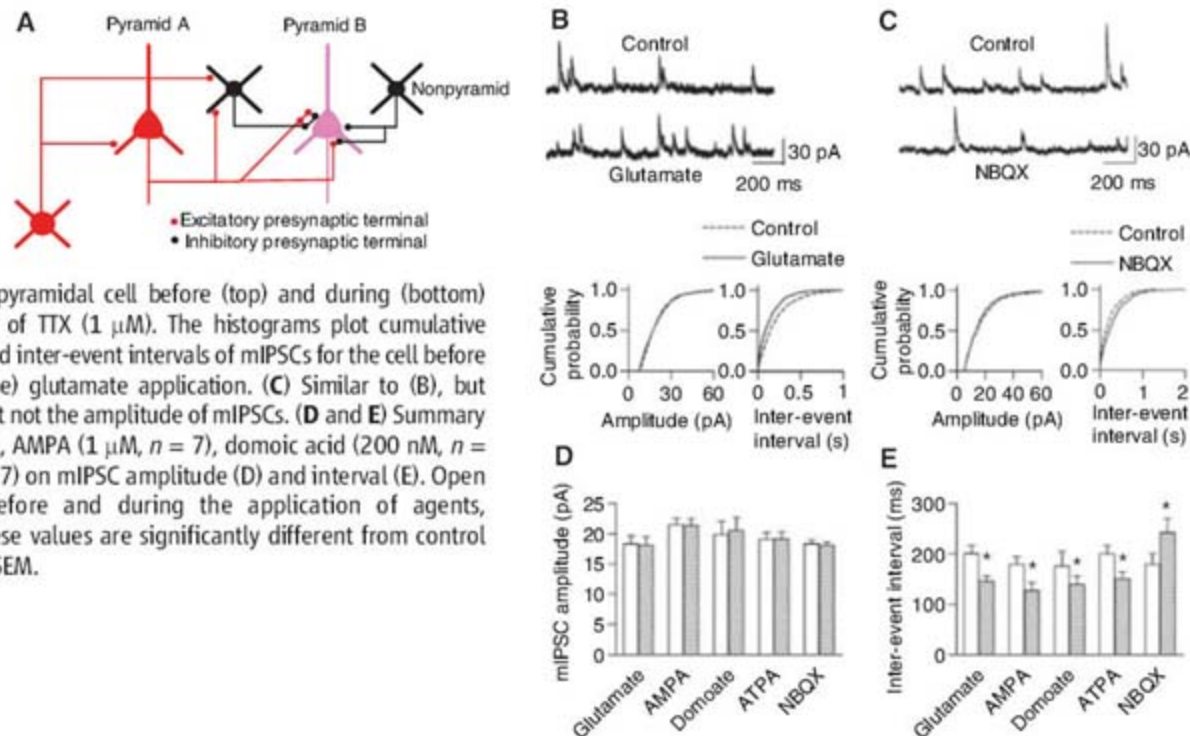 A
Pyramid A
Pyramid B
Nonpyramid
Excitatory presynaptic terminal
Inhibitory presynaptic terminal
pyramidal cell before (top) and during (bottom)
of TTX (1 μM). The histograms plot cumulative
d inter-event intervals of mIPSCs for the cell before
e) glutamate application. (C) Similar to (B), but
t not the amplitude of mIPSCs. (D and E) Summary
, AMPA (1 μM, n = 7), domoic acid (200 nM, n =
7) on mIPSC amplitude (D) and interval (E). Open
efore and during the application of agents,
ese values are significantly different from control
SEM.
B
Control
Glutamate
30 pA
200 ms
Control
Glutamate
Cumulative
probability
1.0
0.5
0.0
0 30 60
Amplitude (pA)
1.0
0.5
0.0
0 0.5 1
Inter-event
interval (s)
C
Control
NBQX
30 pA
200 ms
Control
NBQX
Cumulative
probability
1.0
0.5
0.0
0 20 40 60
Amplitude (pA)
1.0
0.5
0.0
0 1 2
Inter-event
interval (s)
D
mIPSC amplitude (pA)
25
20
15
10
5
0
Glutamate
AMPA
Domoate
ATPA
NBQX
E
Inter-event interval (ms)
300
200
100
0
* * * * *
Glutamate
AMPA
Domoate
ATPA
NBQX